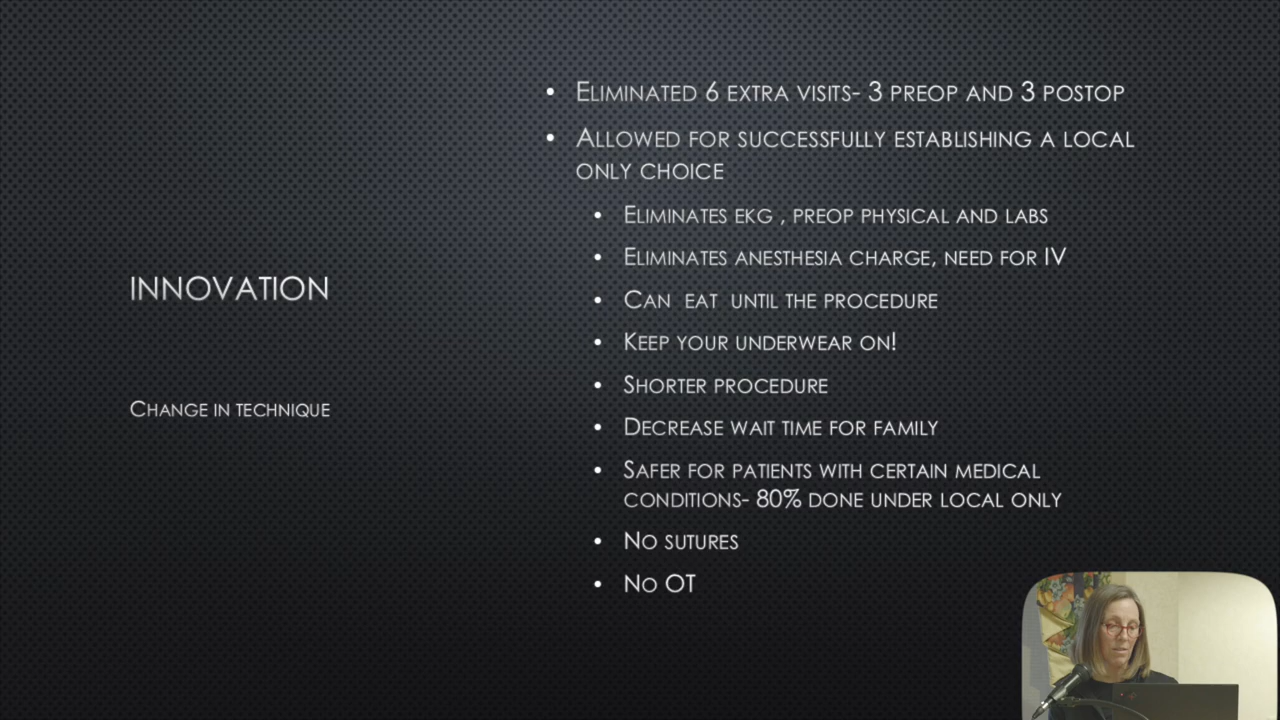 INNOVATION
CHANGE IN TECHNIQUE
• ELIMINATED 6 EXTRA VISITS- 3 PREOP AND 3 POSTOP
• ALLOWED FOR SUCCESSFULLY ESTABLISHING A LOCAL
ONLY CHOICE
• ELIMINATES EKG , PREOP PHYSICAL AND LABS
• ELIMINATES ANESTHESIA CHARGE, NEED FOR IV
• CAN EAT UNTIL THE PROCEDURE
• KEEP YOUR UNDERWEAR ON!
• SHORTER PROCEDURE
• DECREASE WAIT TIME FOR FAMILY
• SAFER FOR PATIENTS WITH CERTAIN MEDICAL
CONDITIONS- 80% DONE UNDER LOCAL ONLY
• NO SUTURES
• NO OT